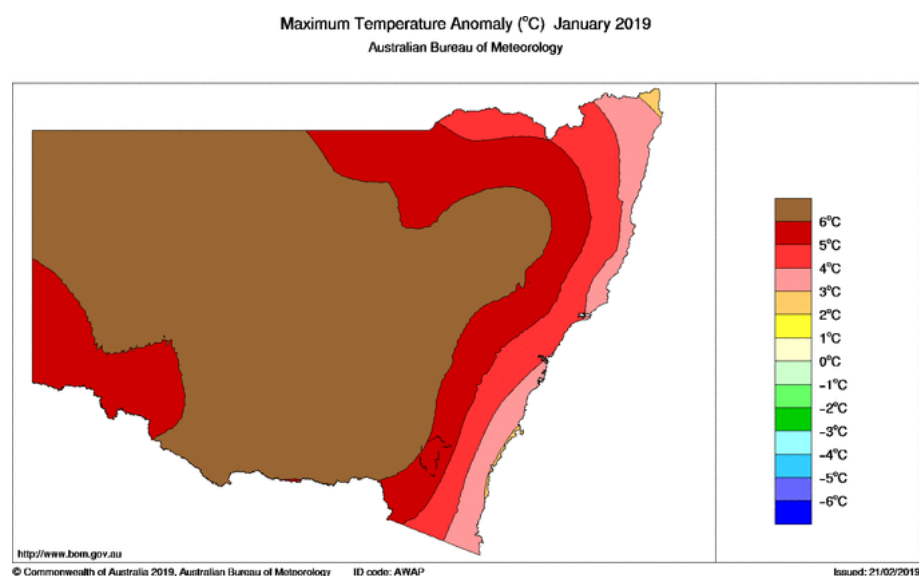 Maximum Temperature Anomaly (°C) January 2019
Australian Bureau of Meteorology
6°C
5°C
4°C
3°C
2°C
1°C
0°C
-1°C
-2°C
-3°C
-4°C
-5°C
-6°C
http://www.bom.gov.au
© Commonwealth of Australia 2019, Australian Bureau of Meteorology ID code: AWAP Issued: 21/02/2019